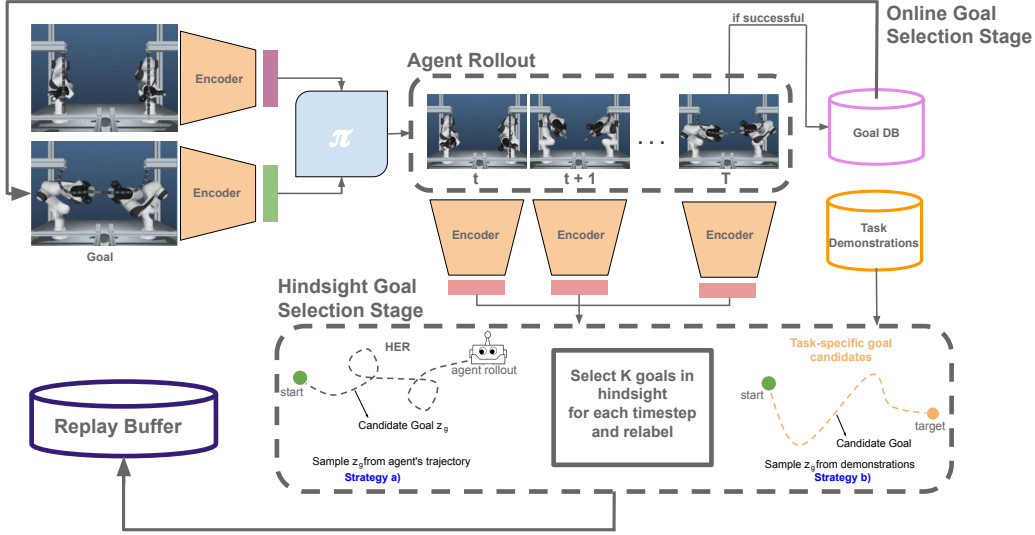 Online Goal
Selection Stage
if successful
Agent Rollout
Encoder
π
Goal DB
t
t + 1
. . .
T
Encoder
Goal
Encoder
Encoder
Encoder
Task
Demonstrations
Hindsight Goal
Selection Stage
HER
start
agent rollout
Candidate Goal z_g
Sample z_g from agent's trajectory
Strategy a)
Select K goals in
hindsight
for each timestep
and relabel
Task-specific goal
candidates
start
target
Candidate Goal
Sample z_g from demonstrations
Strategy b)
Replay Buffer